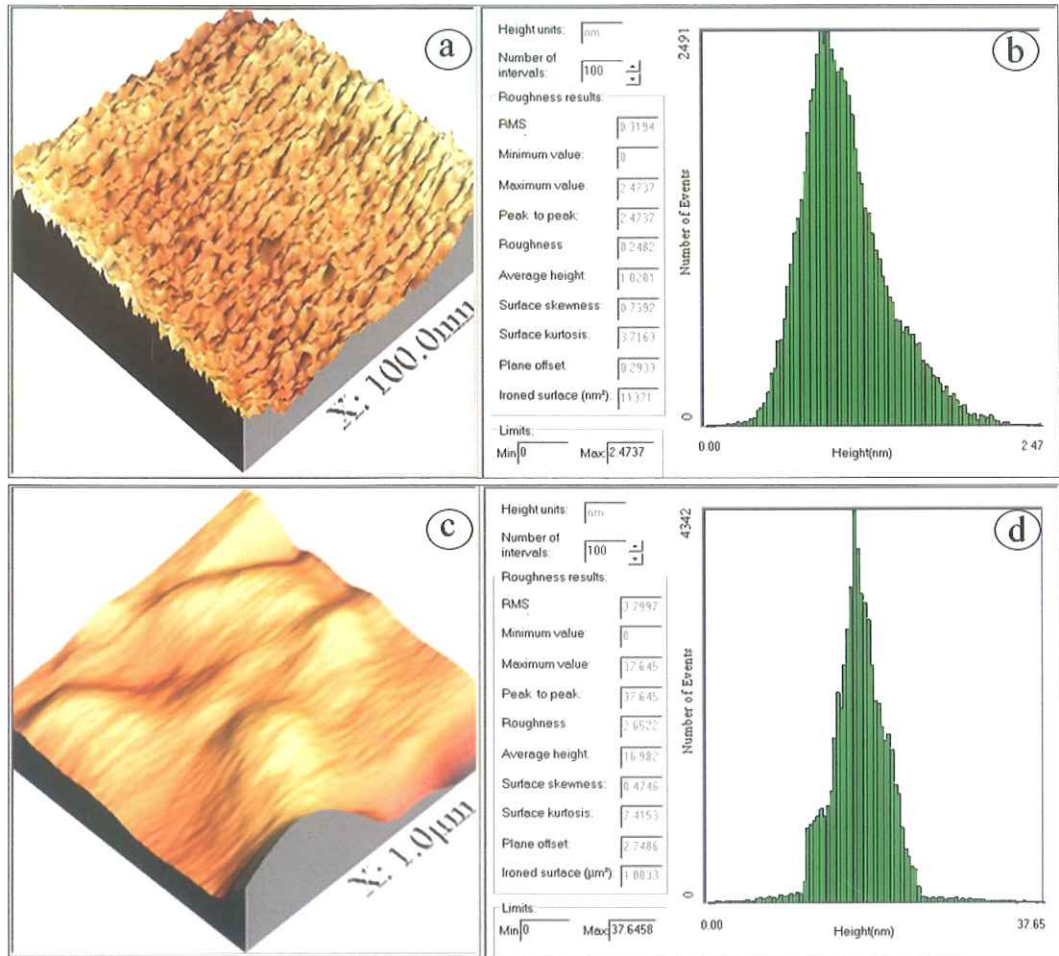 a
X: 100.0nm
Height units: nm
Number of
intervals: 100
Roughness results:
RMS 0.3194
Minimum value: 0
Maximum value 2.4737
Peak to peak: 2.4737
Roughness 0.2482
Average height 1.0281
Surface skewness: 0.7592
Surface kurtosis: 3.7163
Plane offset: 0.2933
Ironed surface (nm²): 11371
Limits:
Min 0 Max: 2.4737
b
2491
Number of Events
0
0.00 2.47
Height(nm)
c
X: 1.0µm
Height units: nm
Number of
intervals: 100
Roughness results:
RMS 3.7997
Minimum value 0
Maximum value 37.645
Peak to peak. 37.645
Roughness 2.6522
Average height 16.982
Surface skewness: 0.4746
Surface kurtosis: 7.4153
Plane offset 2.7486
Ironed surface (µm²) 1.0033
Limits:
Min 0 Max 37.6458
d
4342
Number of Events
0
0.00 37.65
Height(nm)